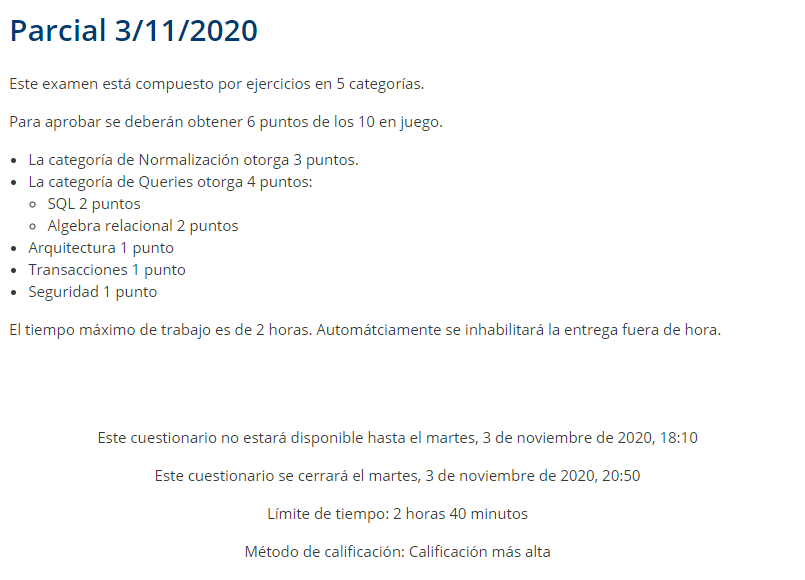 Parcial 3/11/2020
Este examen está compuesto por ejercicios en 5 categorías.
Para aprobar se deberán obtener 6 puntos de los 10 en juego.
La categoría de Normalización otorga 3 puntos.
La categoría de Queries otorga 4 puntos:
SQL 2 puntos
Algebra relacional 2 puntos
Arquitectura 1 punto
Transacciones 1 punto
Seguridad 1 punto
El tiempo máximo de trabajo es de 2 horas. Automátciamente se inhabilitará la entrega fuera de hora.
Este cuestionario no estará disponible hasta el martes, 3 de noviembre de 2020, 18:10
Este cuestionario se cerrará el martes, 3 de noviembre de 2020, 20:50
Límite de tiempo: 2 horas 40 minutos
Método de calificación: Calificación más alta